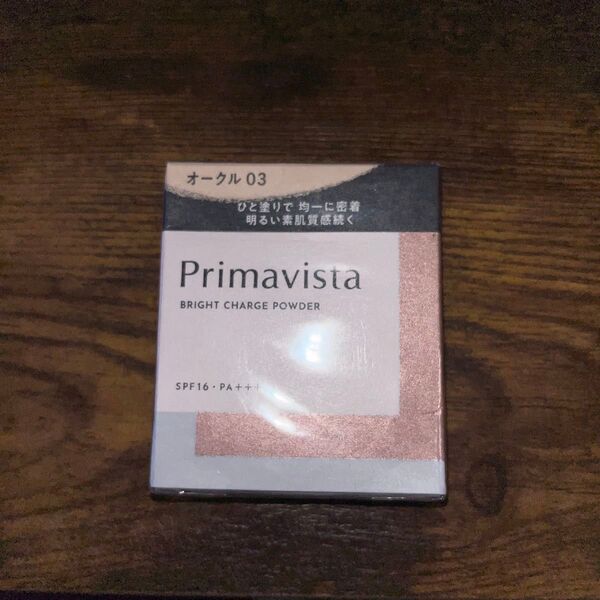 オークル 03
ひと塗りで 均一に密着
明るい素肌質感続く
Primavista
BRIGHT CHARGE POWDER
SPF16・PA+++